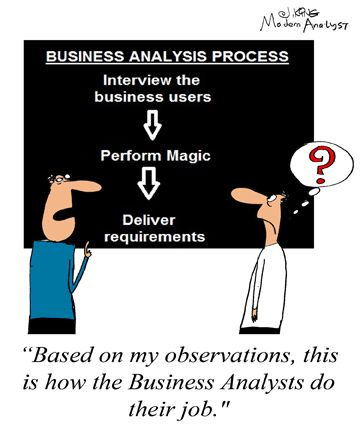 J.KING
Modern Analyst
BUSINESS ANALYSIS PROCESS
Interview the
business users
Perform Magic
Deliver
requirements
?
“Based on my observations, this
is how the Business Analysts do
their job."